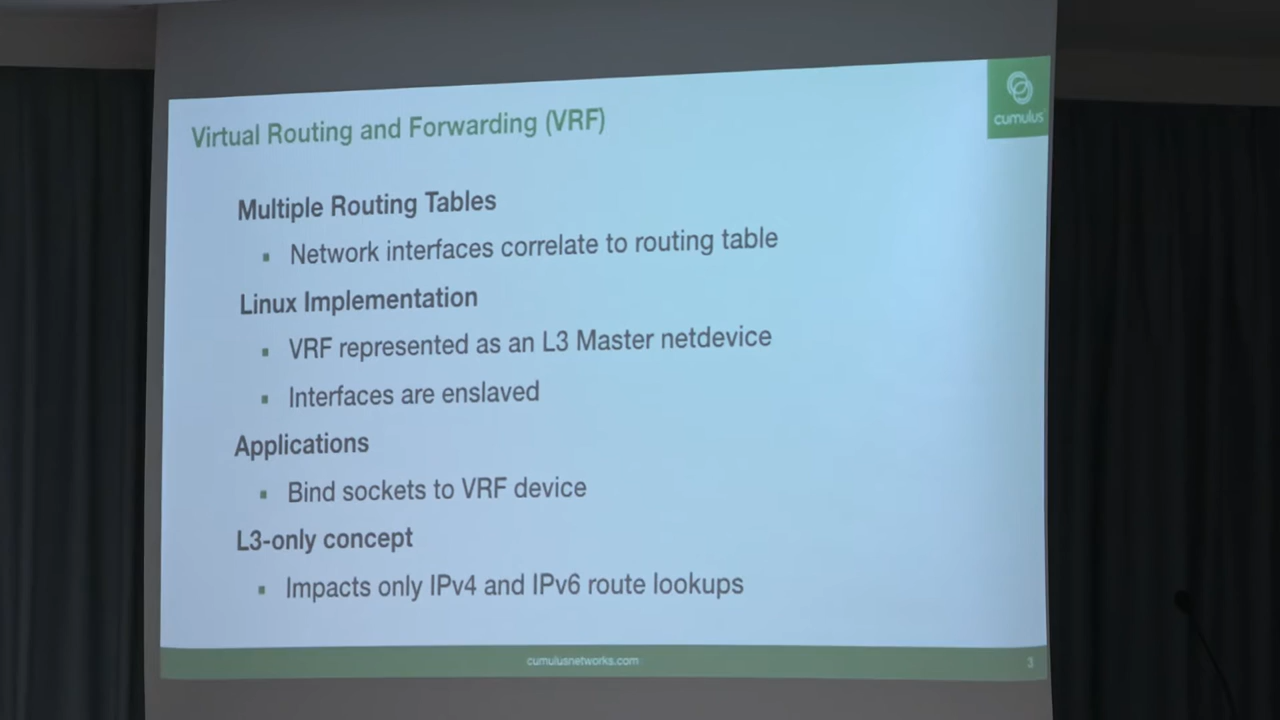 cumulus
Virtual Routing and Forwarding (VRF)
Multiple Routing Tables
▪ Network interfaces correlate to routing table
Linux Implementation
▪ VRF represented as an L3 Master netdevice
▪ Interfaces are enslaved
Applications
▪ Bind sockets to VRF device
L3-only concept
▪ Impacts only IPv4 and IPv6 route lookups
cumulusnetworks.com
3